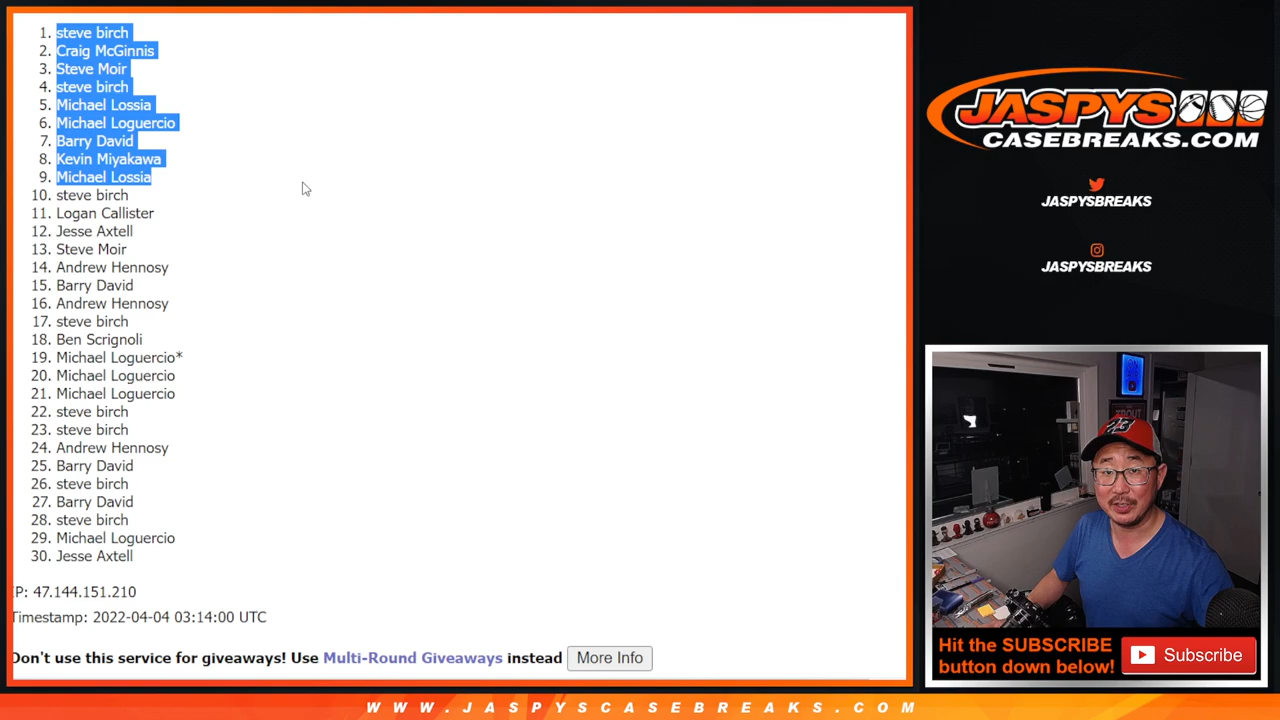 1. steve birch
2. Craig McGinnis
3. Steve Moir
4. steve birch
5. Michael Lossia
6. Michael Loguercio
7. Barry David
8. Kevin Miyakawa
9. Michael Lossia
10. steve birch
11. Logan Callister
12. Jesse Axtell
13. Steve Moir
14. Andrew Hennosy
15. Barry David
16. Andrew Hennosy
17. steve birch
18. Ben Scrignoli
19. Michael Loguercio*
20. Michael Loguercio
21. Michael Loguercio
22. steve birch
23. steve birch
24. Andrew Hennosy
25. Barry David
26. steve birch
27. Barry David
28. steve birch
29. Michael Loguercio
30. Jesse Axtell
IP: 47.144.151.210
Timestamp: 2022-04-04 03:14:00 UTC
Don't use this service for giveaways! Use Multi-Round Giveaways instead More Info
JASPYS
CASEBREAKS.COM
JASPYSBREAKS
JASPYSBREAKS
TROUT
Hit the SUBSCRIBE
button down below!
Subscribe
WWW.JASPYSCASEBREAKS.COM